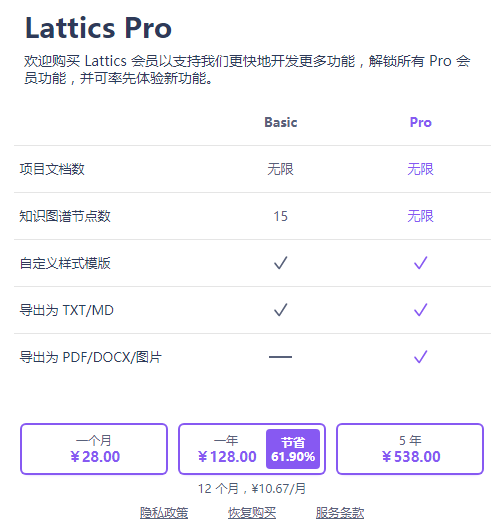 Lattics Pro
欢迎购买 Lattics 会员以支持我们更快地开发更多功能，解锁所有 Pro 会
员功能，并可率先体验新功能。
Basic Pro
项目文档数 无限 无限
知识图谱节点数 15 无限
自定义样式模版 ✓ ✓
导出为 TXT/MD ✓ ✓
导出为 PDF/DOCX/图片 — ✓
一个月 一年 节省 5 年
¥28.00 ¥128.00 61.90% ¥538.00
12 个月，¥10.67/月
隐私政策 恢复购买 服务条款